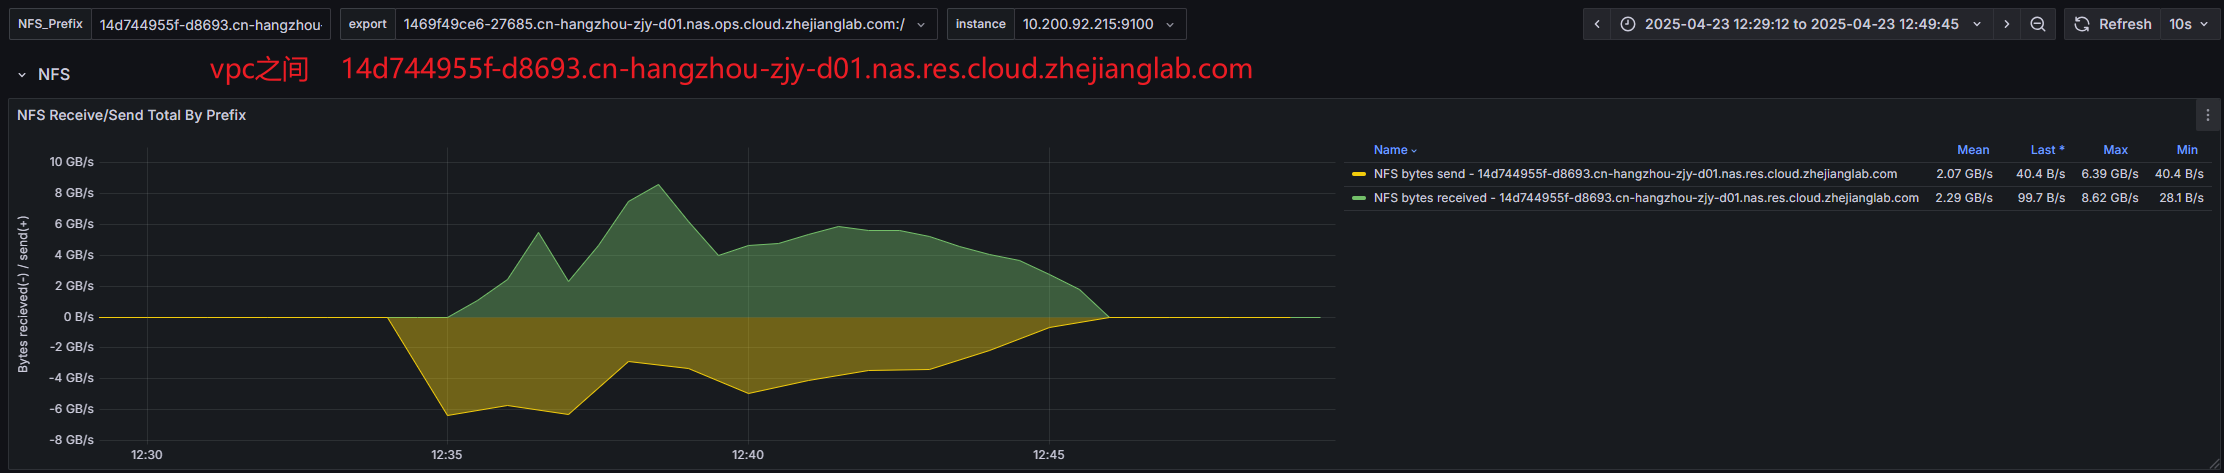 NFS_Prefix 14d744955f-d8693.cn-hangzhou- export 1469f49ce6-27685.cn-hangzhou-zjy-d01.nas.ops.cloud.zhejianglab.com:/ instance 10.200.92.215:9100 2025-04-23 12:29:12 to 2025-04-23 12:49:45 Refresh 10s
NFS vpc之间 14d744955f-d8693.cn-hangzhou-zjy-d01.nas.res.cloud.zhejianglab.com
NFS Receive/Send Total By Prefix
Bytes recieved(-) / send(+)
10 GB/s
8 GB/s
6 GB/s
4 GB/s
2 GB/s
0 B/s
-2 GB/s
-4 GB/s
-6 GB/s
-8 GB/s
12:30 12:35 12:40 12:45
Name Mean Last * Max Min
NFS bytes send - 14d744955f-d8693.cn-hangzhou-zjy-d01.nas.res.cloud.zhejianglab.com 2.07 GB/s 40.4 B/s 6.39 GB/s 40.4 B/s
NFS bytes received - 14d744955f-d8693.cn-hangzhou-zjy-d01.nas.res.cloud.zhejianglab.com 2.29 GB/s 99.7 B/s 8.62 GB/s 28.1 B/s